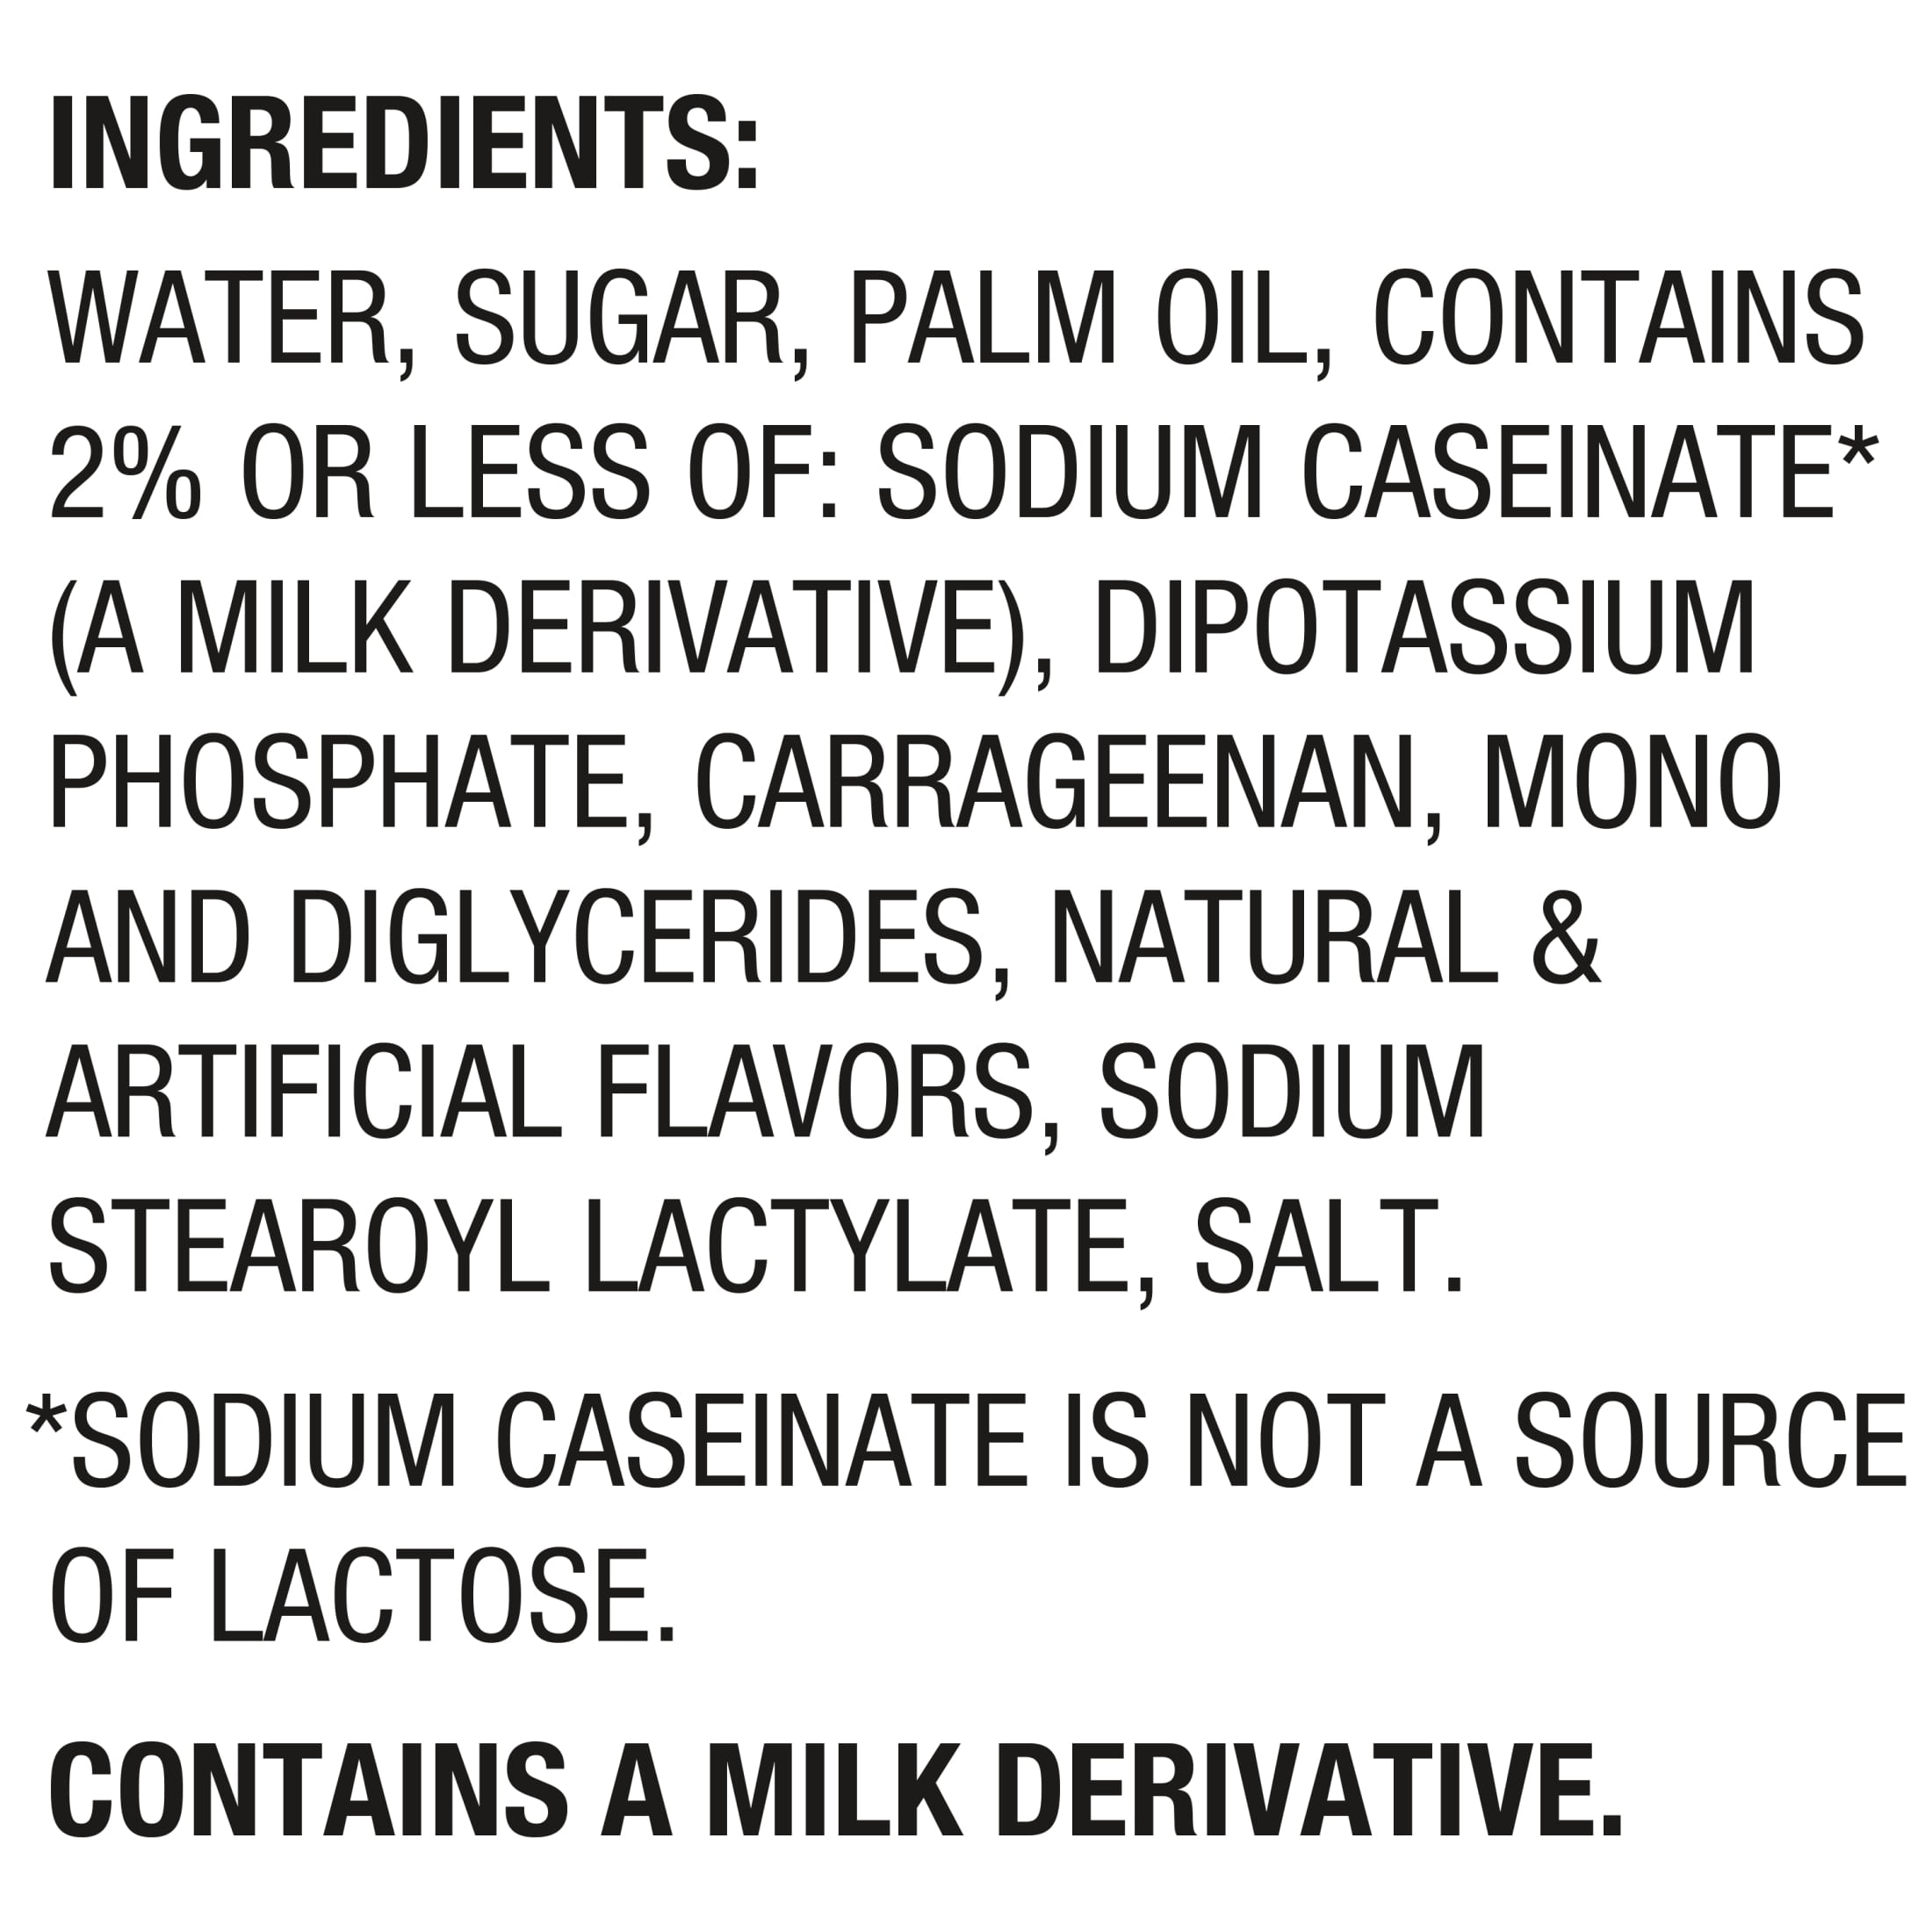 INGREDIENTS:
WATER, SUGAR, PALM OIL, CONTAINS
2% OR LESS OF: SODIUM CASEINATE*
(A MILK DERIVATIVE), DIPOTASSIUM
PHOSPHATE, CARRAGEENAN, MONO
AND DIGLYCERIDES, NATURAL &
ARTIFICIAL FLAVORS, SODIUM
STEAROYL LACTYLATE, SALT.
*SODIUM CASEINATE IS NOT A SOURCE
OF LACTOSE.
CONTAINS A MILK DERIVATIVE.